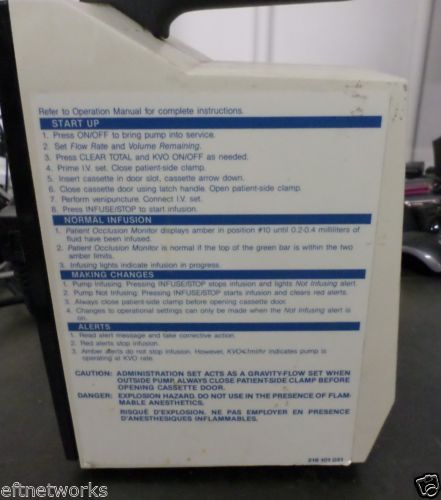 Refer to Operation Manual for complete instructions.
START UP
1. Press ON/OFF to bring pump into service.
2. Set Flow Rate and Volume Remaining.
3. Press CLEAR TOTAL and KVO ON/OFF as needed.
4. Prime I.V. set. Close patient-side clamp.
5. Insert cassette in door slot, cassette arrow down.
6. Close cassette door using latch handle. Open patient-side clamp.
7. Perform venipuncture. Connect I.V. set.
8. Press INFUSE/STOP to start infusion.
NORMAL INFUSION
1. Patient Occlusion Monitor displays amber in position #10 until 0.2-0.4 milliliters of
fluid have been infused.
2. Patient Occlusion Monitor is normal if the top of the green bar is within the two
amber limits.
3. Infusing lights indicate infusion in progress.
MAKING CHANGES
1. Pump Infusing: Pressing INFUSE/STOP stops infusion and lights Not Infusing alert.
2. Pump Not Infusing: Pressing INFUSE/STOP starts infusion and clears red alerts.
3. Always close patient-side clamp before opening cassette door.
4. Changes to operational settings can only be made when the Not Infusing alert is
on.
ALERTS
1. Read alert message and take corrective action.
2. Red alerts stop infusion.
3. Amber alerts do not stop infusion. However, KVO indicates pump is
operating at KVO rate.
CAUTION: ADMINISTRATION SET ACTS AS A GRAVITY-FLOW SET WHEN
OUTSIDE PUMP. ALWAYS CLOSE PATIENT-SIDE CLAMP BEFORE
OPENING CASSETTE DOOR.
DANGER: EXPLOSION HAZARD. DO NOT USE IN THE PRESENCE OF FLAM-
MABLE ANESTHETICS.
RISQUE D'EXPLOSION. NE PAS EMPLOYER EN PRESENCE
D'ANESTHESIQUES INFLAMMABLES.
eftnetworks